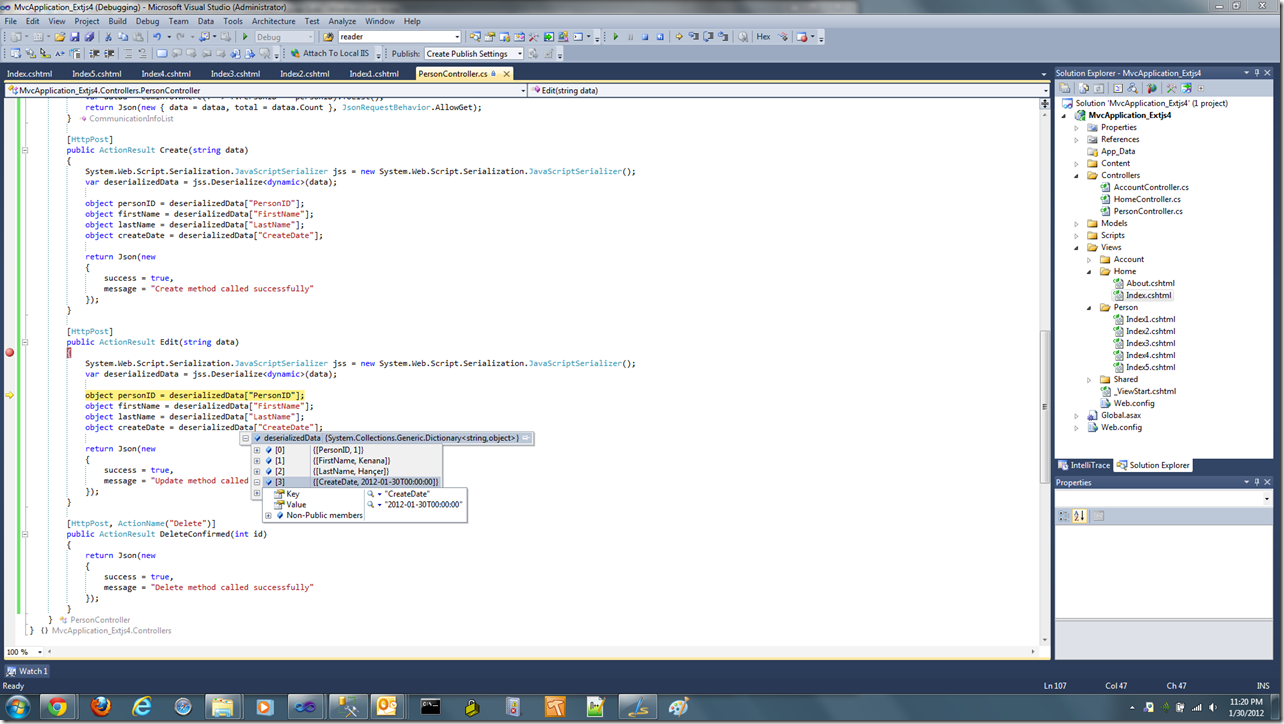 MvcApplication_Extjs4 (Debugging) - Microsoft Visual Studio (Administrator)
File Edit View Project Build Debug Team Data Tools Architecture Test Analyze Window Help
Debug reader Hex
Attach To Local IIS Publish: Create Publish Settings
Index.cshtml Index5.cshtml Index4.cshtml Index3.cshtml Index2.cshtml Index1.cshtml PersonController.cs
MvcApplication_Extjs4.Controllers.PersonController Edit(string data)
return Json(new { data = dataa, total = dataa.Count }, JsonRequestBehavior.AllowGet);
} CommunicationInfoList
[HttpPost]
public ActionResult Create(string data)
{
System.Web.Script.Serialization.JavaScriptSerializer jss = new System.Web.Script.Serialization.JavaScriptSerializer();
var deserializedData = jss.Deserialize<dynamic>(data);
object personID = deserializedData["PersonID"];
object firstName = deserializedData["FirstName"];
object lastName = deserializedData["LastName"];
object createDate = deserializedData["CreateDate"];
return Json(new
{
success = true,
message = "Create method called successfully"
});
}
[HttpPost]
public ActionResult Edit(string data)
{
System.Web.Script.Serialization.JavaScriptSerializer jss = new System.Web.Script.Serialization.JavaScriptSerializer();
var deserializedData = jss.Deserialize<dynamic>(data);
object personID = deserializedData["PersonID"];
object firstName = deserializedData["FirstName"];
object lastName = deserializedData["LastName"];
object createDate = deserializedData["CreateDate"];
deserializedData {System.Collections.Generic.Dictionary<string,object>}
return Json(new
[0] {[PersonID, 1]}
{
[1] {[FirstName, Kenana]}
success = true,
[2] {[LastName, Hançer]}
message = "Update method called
[3] {[CreateDate, 2012-01-30T00:00:00]}
});
Key "CreateDate"
}
Value "2012-01-30T00:00:00"
Non-Public members
[HttpPost, ActionName("Delete")]
public ActionResult DeleteConfirmed(int id)
{
return Json(new
{
success = true,
message = "Delete method called successfully"
});
}
} PersonController
} {} MvcApplication_Extjs4.Controllers
100 %
Solution Explorer - MvcApplication_Extjs4
Solution 'MvcApplication_Extjs4' (1 project)
MvcApplication_Extjs4
Properties
References
App_Data
Content
Controllers
AccountController.cs
HomeController.cs
PersonController.cs
Models
Scripts
Views
Account
Home
About.cshtml
Index.cshtml
Person
Index1.cshtml
Index2.cshtml
Index3.cshtml
Index4.cshtml
Index5.cshtml
Shared
_ViewStart.cshtml
Web.config
Global.asax
Web.config
IntelliTrace Solution Explorer
Properties
Watch 1
Ready Ln 107 Col 47 Ch 47 INS
11:20 PM
1/30/2012